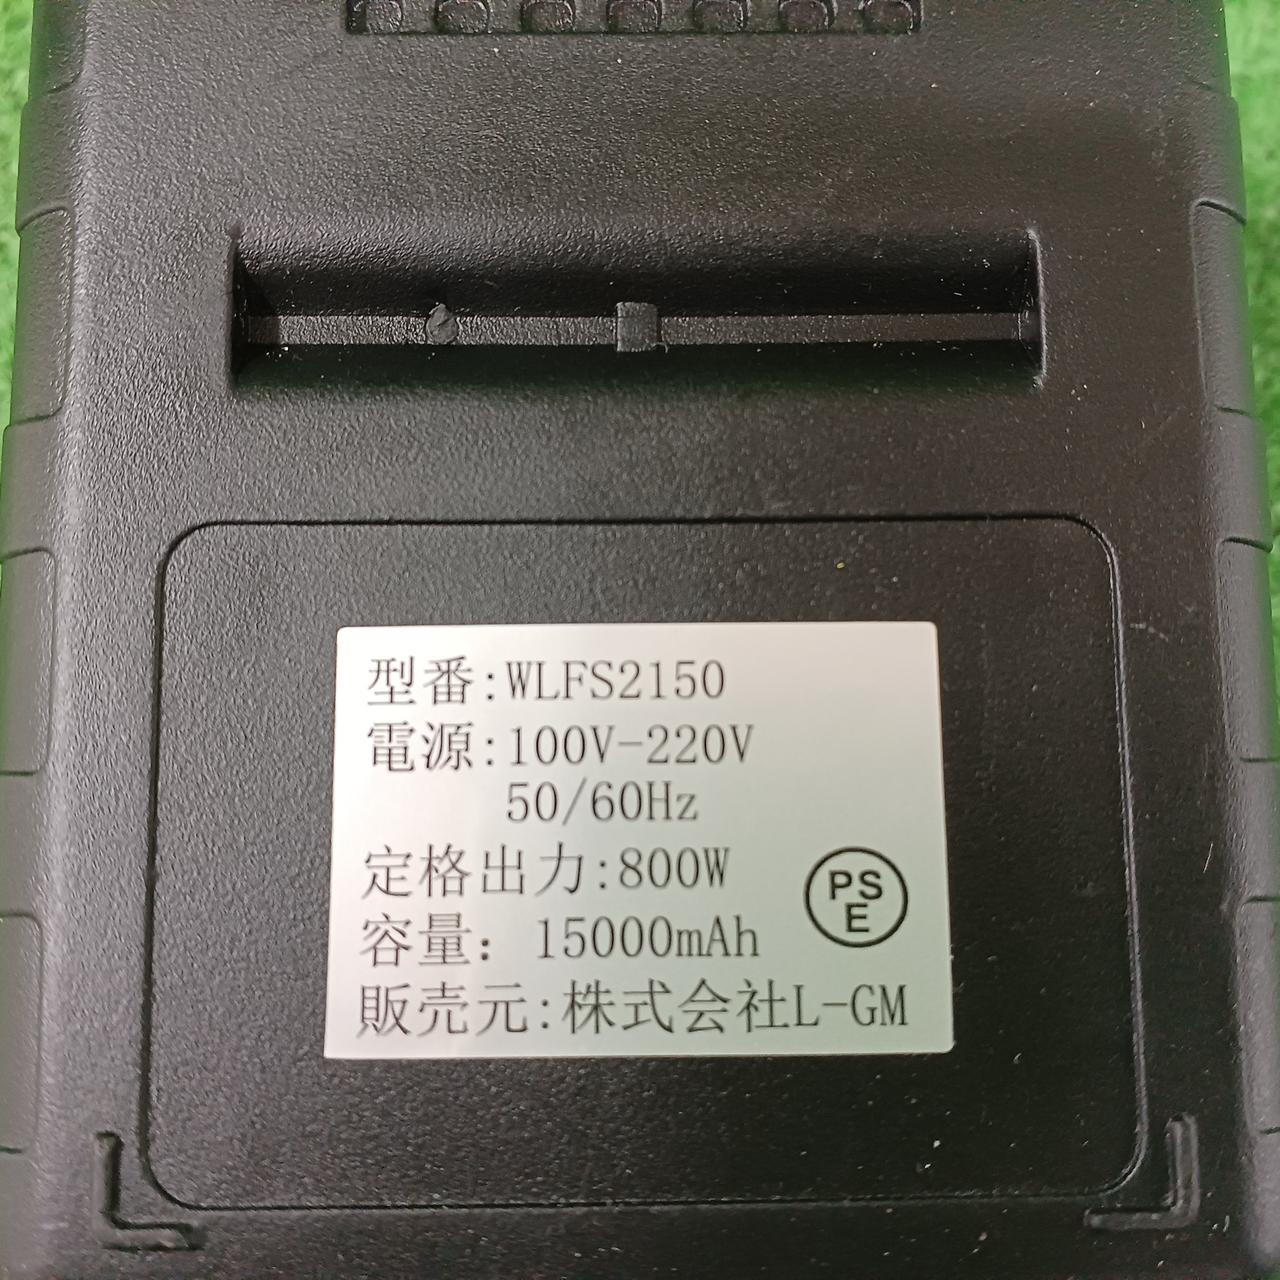 型番:WLFS2150
電源:100V-220V
50/60Hz
定格出力:800W
容量：15000mAh
販売元:株式会社L-GM
PS
E